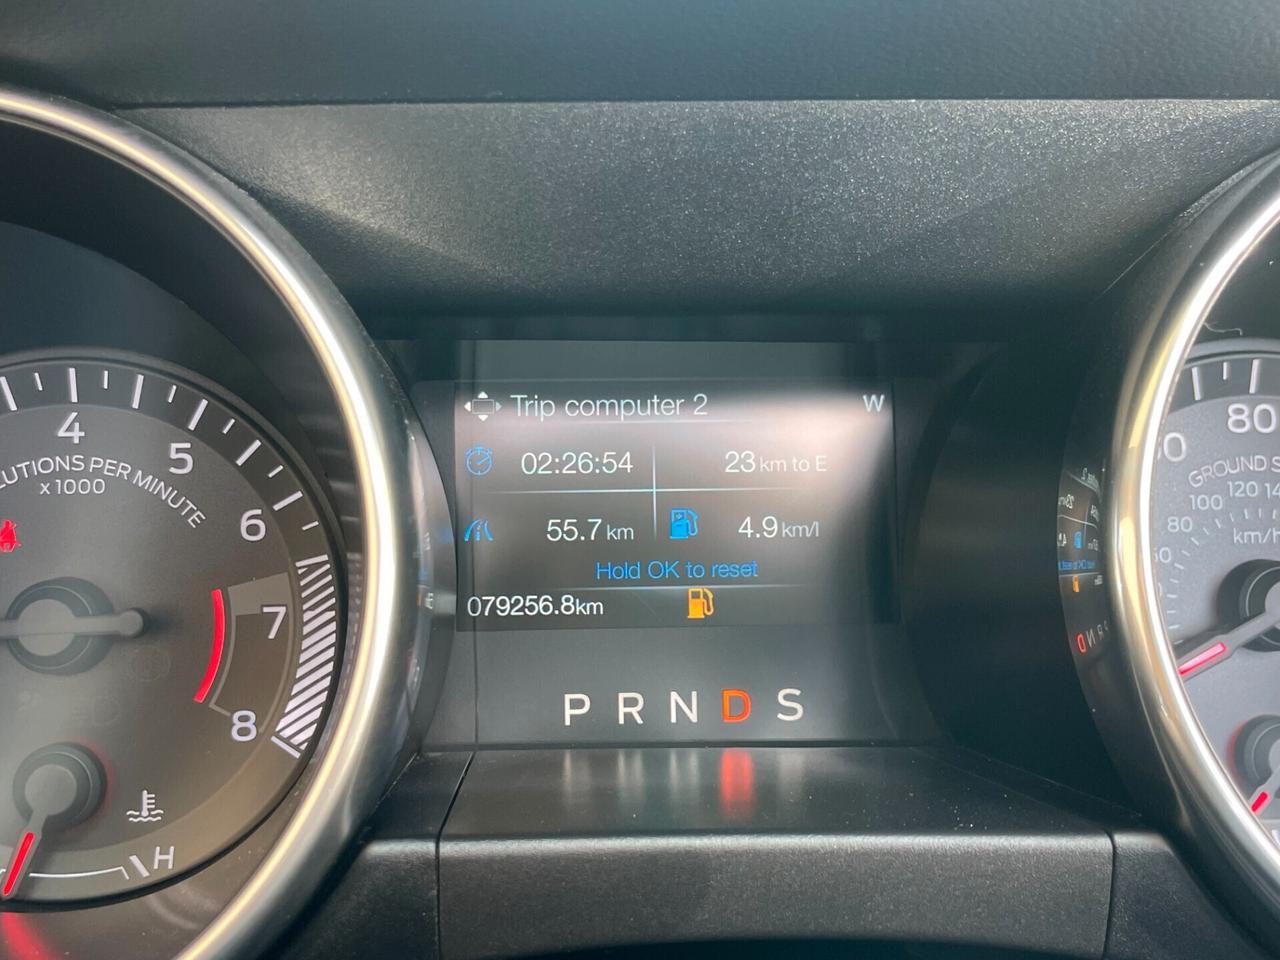 Trip computer 2 W
02:26:54 23 km to E
55.7 km 4.9 km/l
Hold OK to reset
079256.8km
P R N D S
4
5
6
7
8
LUTIONS PER MINUTE
x 1000
H
80
GROUND S
100 120 14
80
km/h